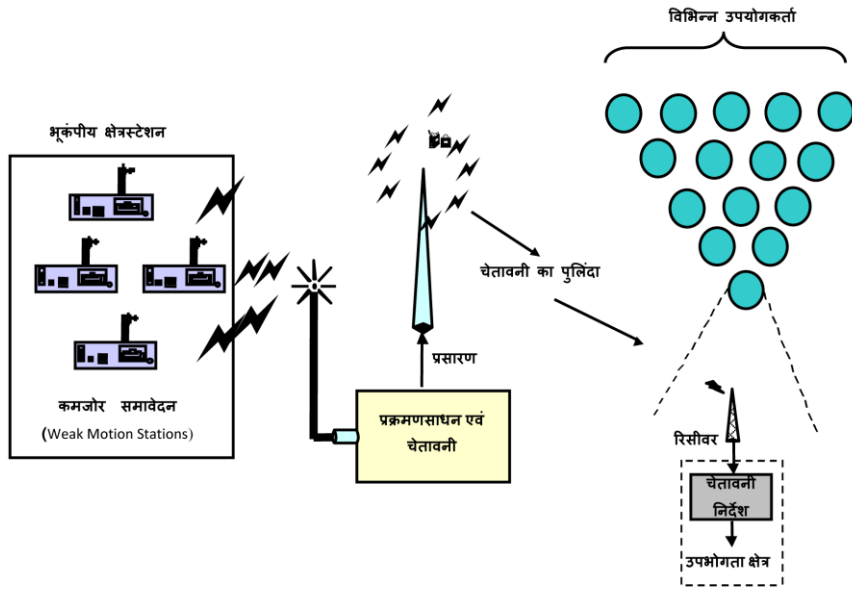 विभिन्न उपयोगकर्ता
भूकंपीय क्षेत्रस्टेशन
कमजोर समावेदन
(Weak Motion Stations)
चेतावनी का पुलिंदा
प्रसारण
प्रक्रमणसाधन एवं
चेतावनी
रिसीवर
चेतावनी
निर्देश
उपभोगता क्षेत्र